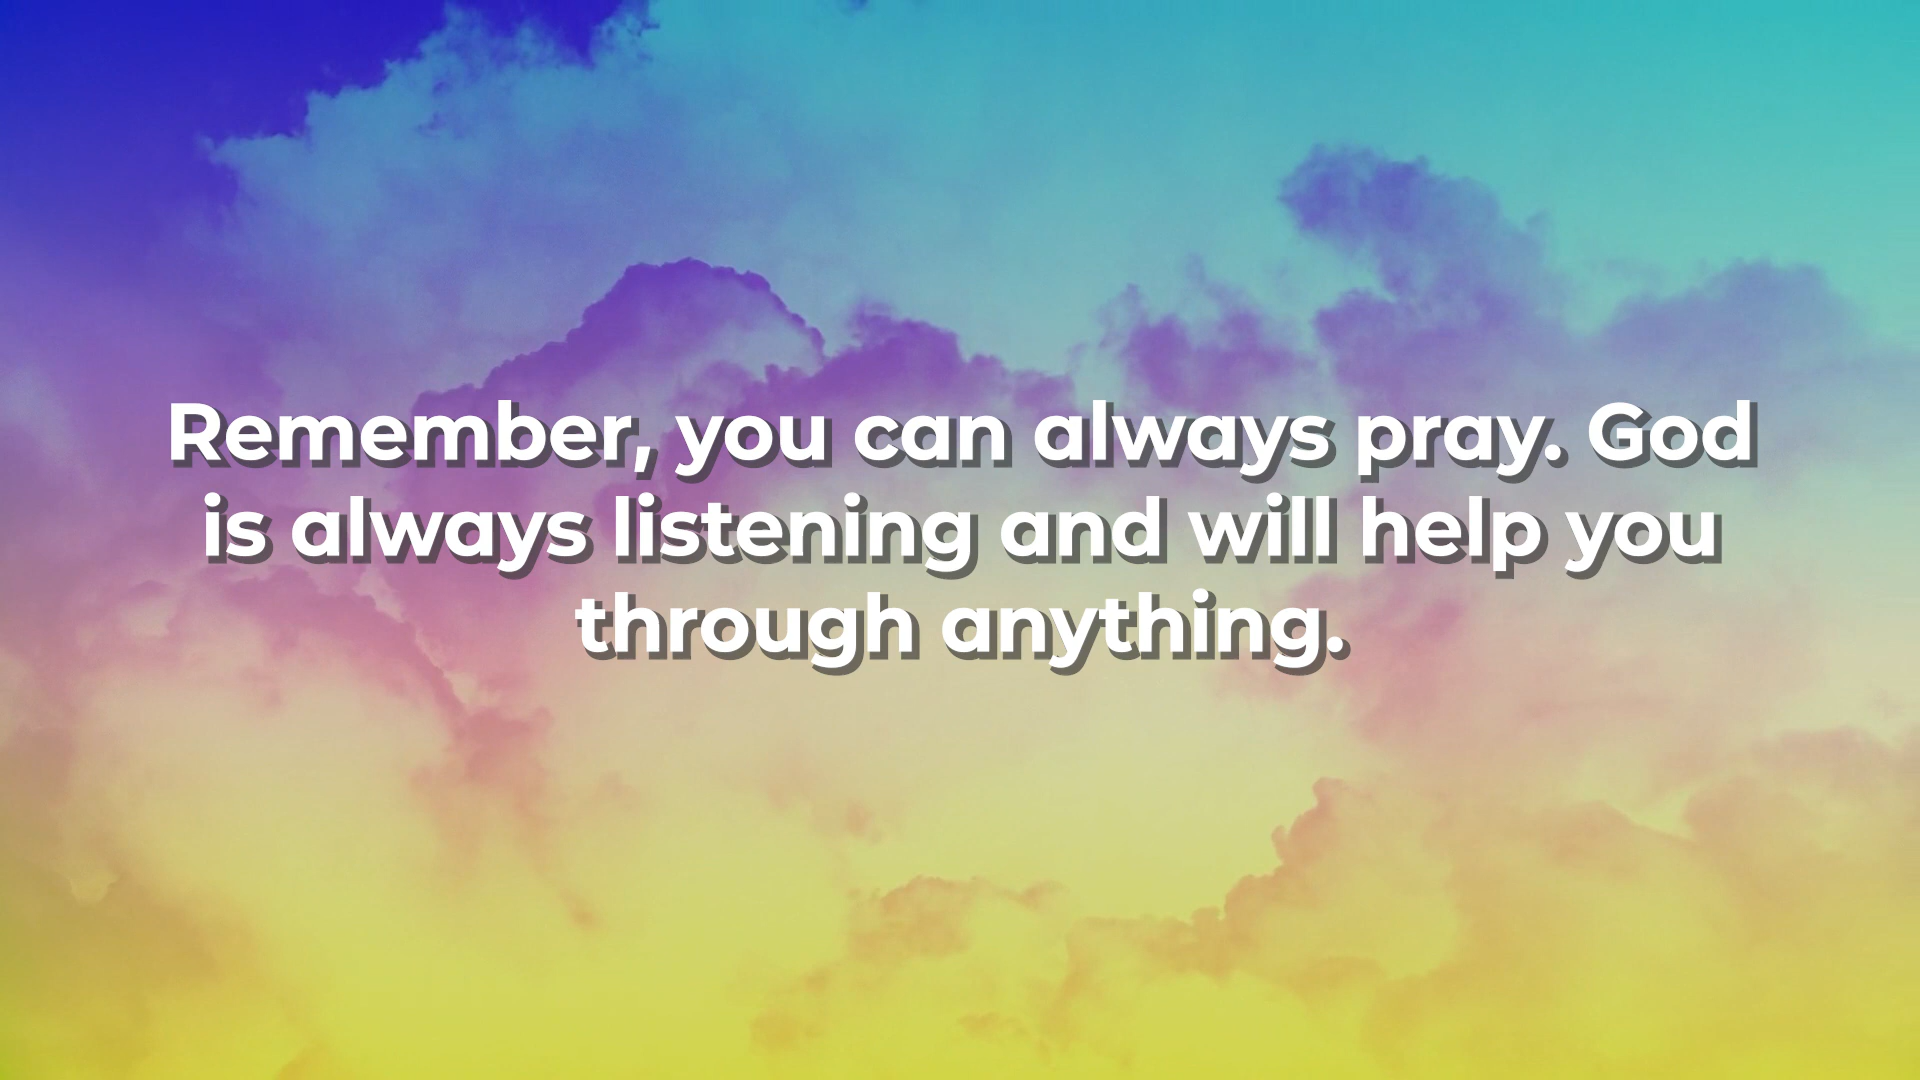 Remember, you can always pray. God
is always listening and will help you
through anything.